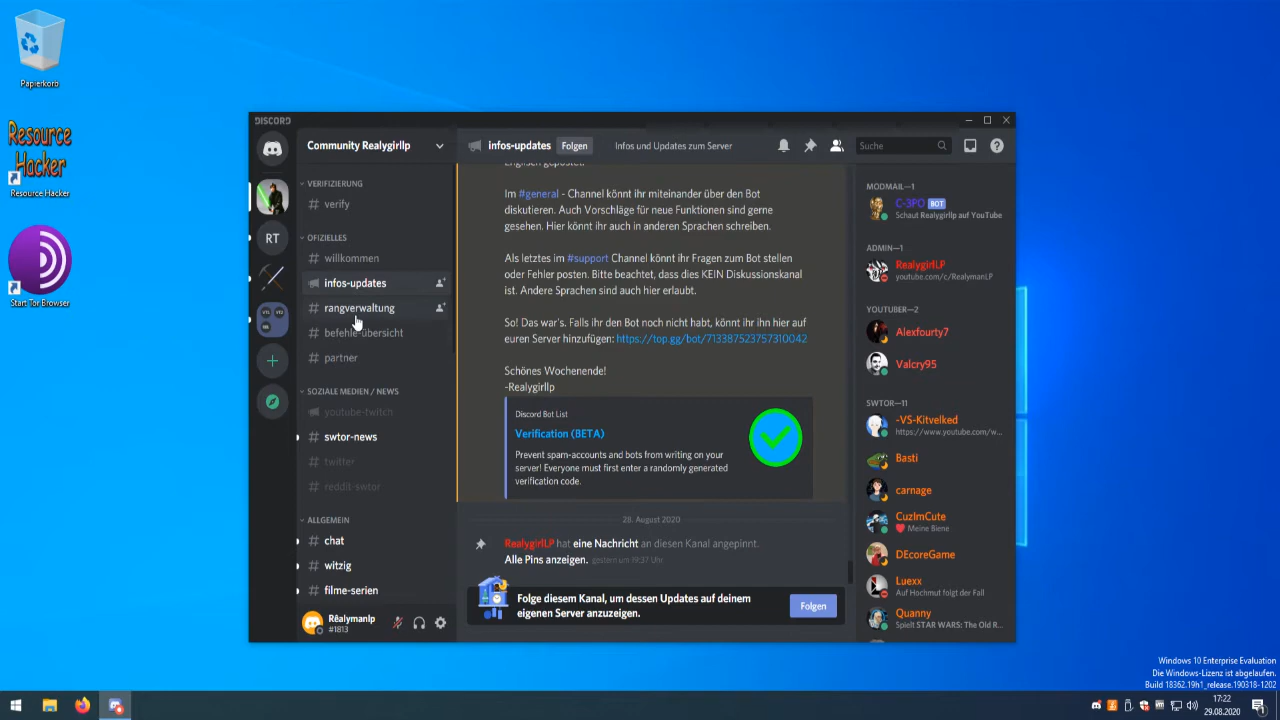 Papierkorb
Resource Hacker
Resource Hacker
Start Tor Browser
DISCORD
Community Realygirllp
VERIFIZIERUNG
verify
OFIZIELLES
willkommen
infos-updates
rangverwaltung
befehle-übersicht
partner
SOZIALE MEDIEN / NEWS
youtube-twitch
swtor-news
twitter
reddit-swtor
ALLGEMEIN
chat
witzig
filme-serien
Rêalymanlp
#1813
RT
infos-updates
Folgen
Infos und Updates zum Server
Suche
Englisch gepostet.
Im #general - Channel könnt ihr miteinander über den Bot
diskutieren. Auch Vorschläge für neue Funktionen sind gerne
gesehen. Hier könnt ihr auch in anderen Sprachen schreiben.
Als letztes im #support Channel könnt ihr Fragen zum Bot stellen
oder Fehler posten. Bitte beachtet, dass dies KEIN Diskussionskanal
ist. Andere Sprachen sind auch hier erlaubt.
So! Das war's. Falls ihr den Bot noch nicht habt, könnt ihr ihn hier auf
euren Server hinzufügen: https://top.gg/bot/713387523757310042
Schönes Wochenende!
-Realygirllp
Discord Bot List
Verification (BETA)
Prevent spam-accounts and bots from writing on your
server! Everyone must first enter a randomly generated
verification code.
28. August 2020
RealygirlLP hat eine Nachricht an diesen Kanal angepinnt.
Alle Pins anzeigen. gestern um 19:37 Uhr
Folge diesem Kanal, um dessen Updates auf deinem
eigenen Server anzuzeigen.
Folgen
MODMAIL—1
C-3PO BOT
Schaut Realygirllp auf YouTube
ADMIN—1
RealygirlLP
youtube.com/c/RealymanLP
YOUTUBER—2
Alexfourty7
Valcry95
SWTOR—11
-VS-Kitvelked
https://www.youtube.com/w...
Basti
carnage
CuzImCute
Meine Biene
DEcoreGame
Luexx
Auf Hochmut folgt der Fall
Quanny
Spielt STAR WARS: The Old R...
Windows 10 Enterprise Evaluation
Die Windows-Lizenz ist abgelaufen.
Build 18362.19h1_release.190318-1202
17:22
29.08.2020